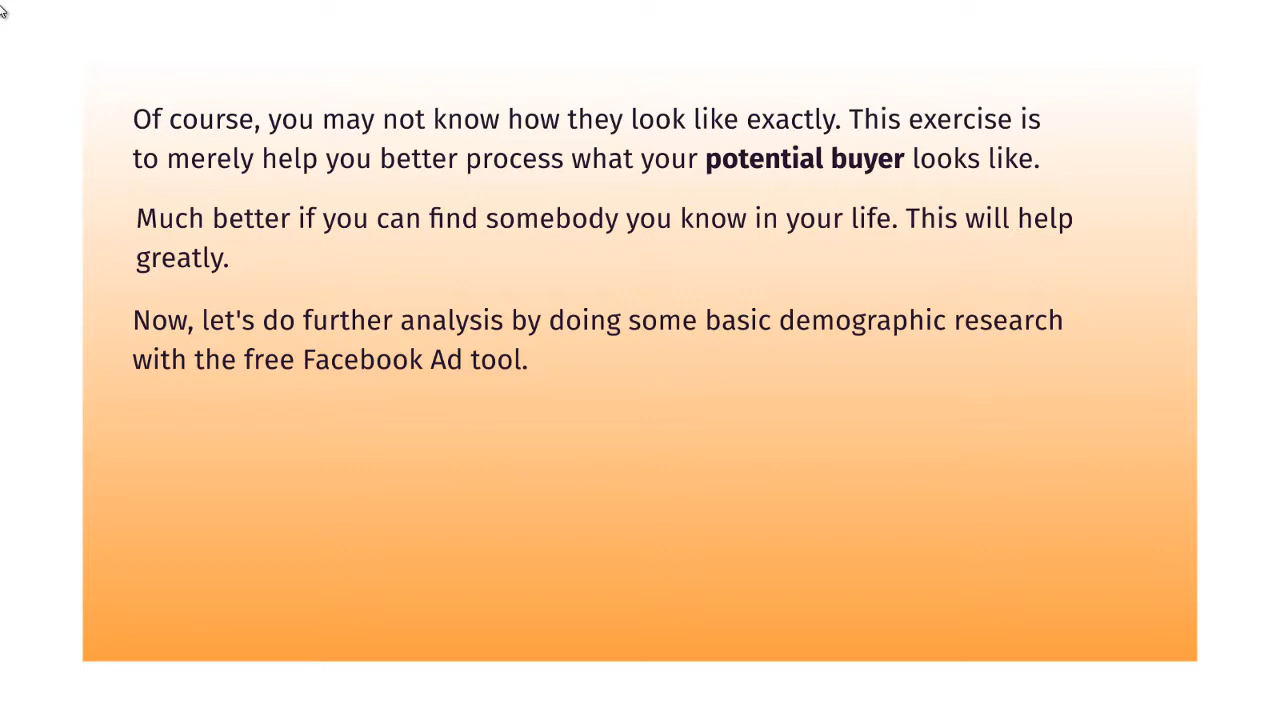 Of course, you may not know how they look like exactly. This exercise is
to merely help you better process what your potential buyer looks like.
Much better if you can find somebody you know in your life. This will help
greatly.
Now, let's do further analysis by doing some basic demographic research
with the free Facebook Ad tool.